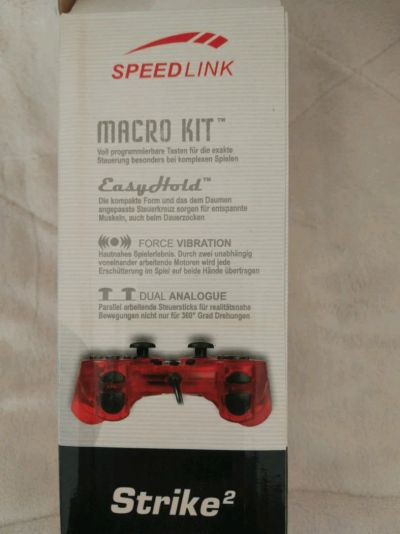 SPEEDLINK
MACRO KIT™
Voll programmierbare Tasten für die exakte
Steuerung besonders bei komplexen Spielen
EasyHold™
Die kompakte Form und das dem Daumen
angepasste Steuerkreuz sorgen für entspannte
Muskeln, auch beim Dauerzocken
FORCE VIBRATION
Hautnahes Spielerlebnis. Durch zwei unabhängig
voneinander arbeitende Motoren wird jede
Erschütterung im Spiel auf beide Hände übertragen
DUAL ANALOGUE
Parallel arbeitende Steuersticks für realitätsnahe
Bewegungen nicht nur für 360° Grad Drehungen
Strike²